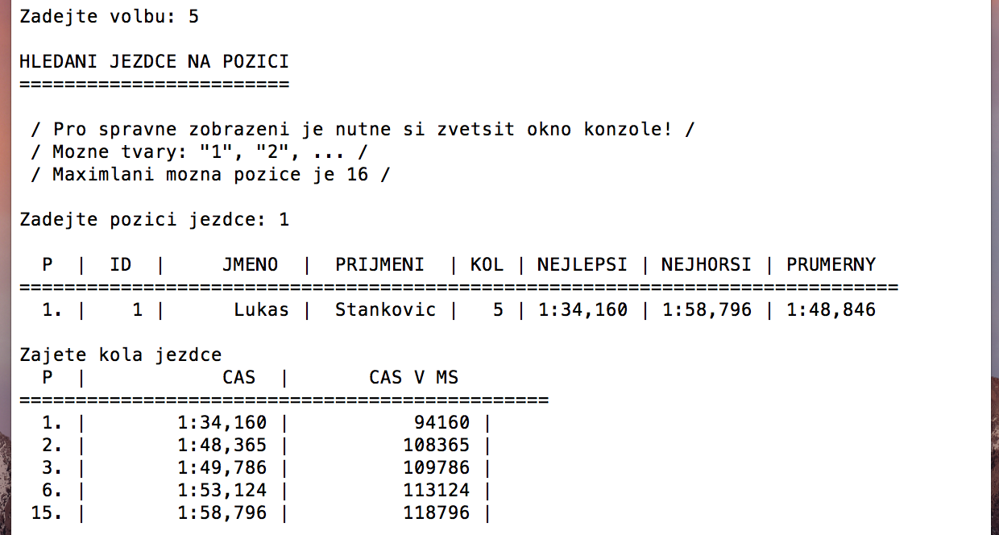 Zadejte volbu: 5
HLEDANI JEZDCE NA POZICI
========================
/ Pro spravne zobrazeni je nutne si zvetsit okno konzole! /
/ Mozne tvary: "1", "2", ... /
/ Maximlani mozna pozice je 16 /
Zadejte pozici jezdce: 1
P | ID | JMENO | PRIJMENI | KOL | NEJLEPSI | NEJHORSI | PRUMERNY
==============================================================================
1. | 1 | Lukas | Stankovic | 5 | 1:34,160 | 1:58,796 | 1:48,846
Zajete kola jezdce
P | CAS | CAS V MS
===============================================
1. | 1:34,160 | 94160 |
2. | 1:48,365 | 108365 |
3. | 1:49,786 | 109786 |
6. | 1:53,124 | 113124 |
15. | 1:58,796 | 118796 |